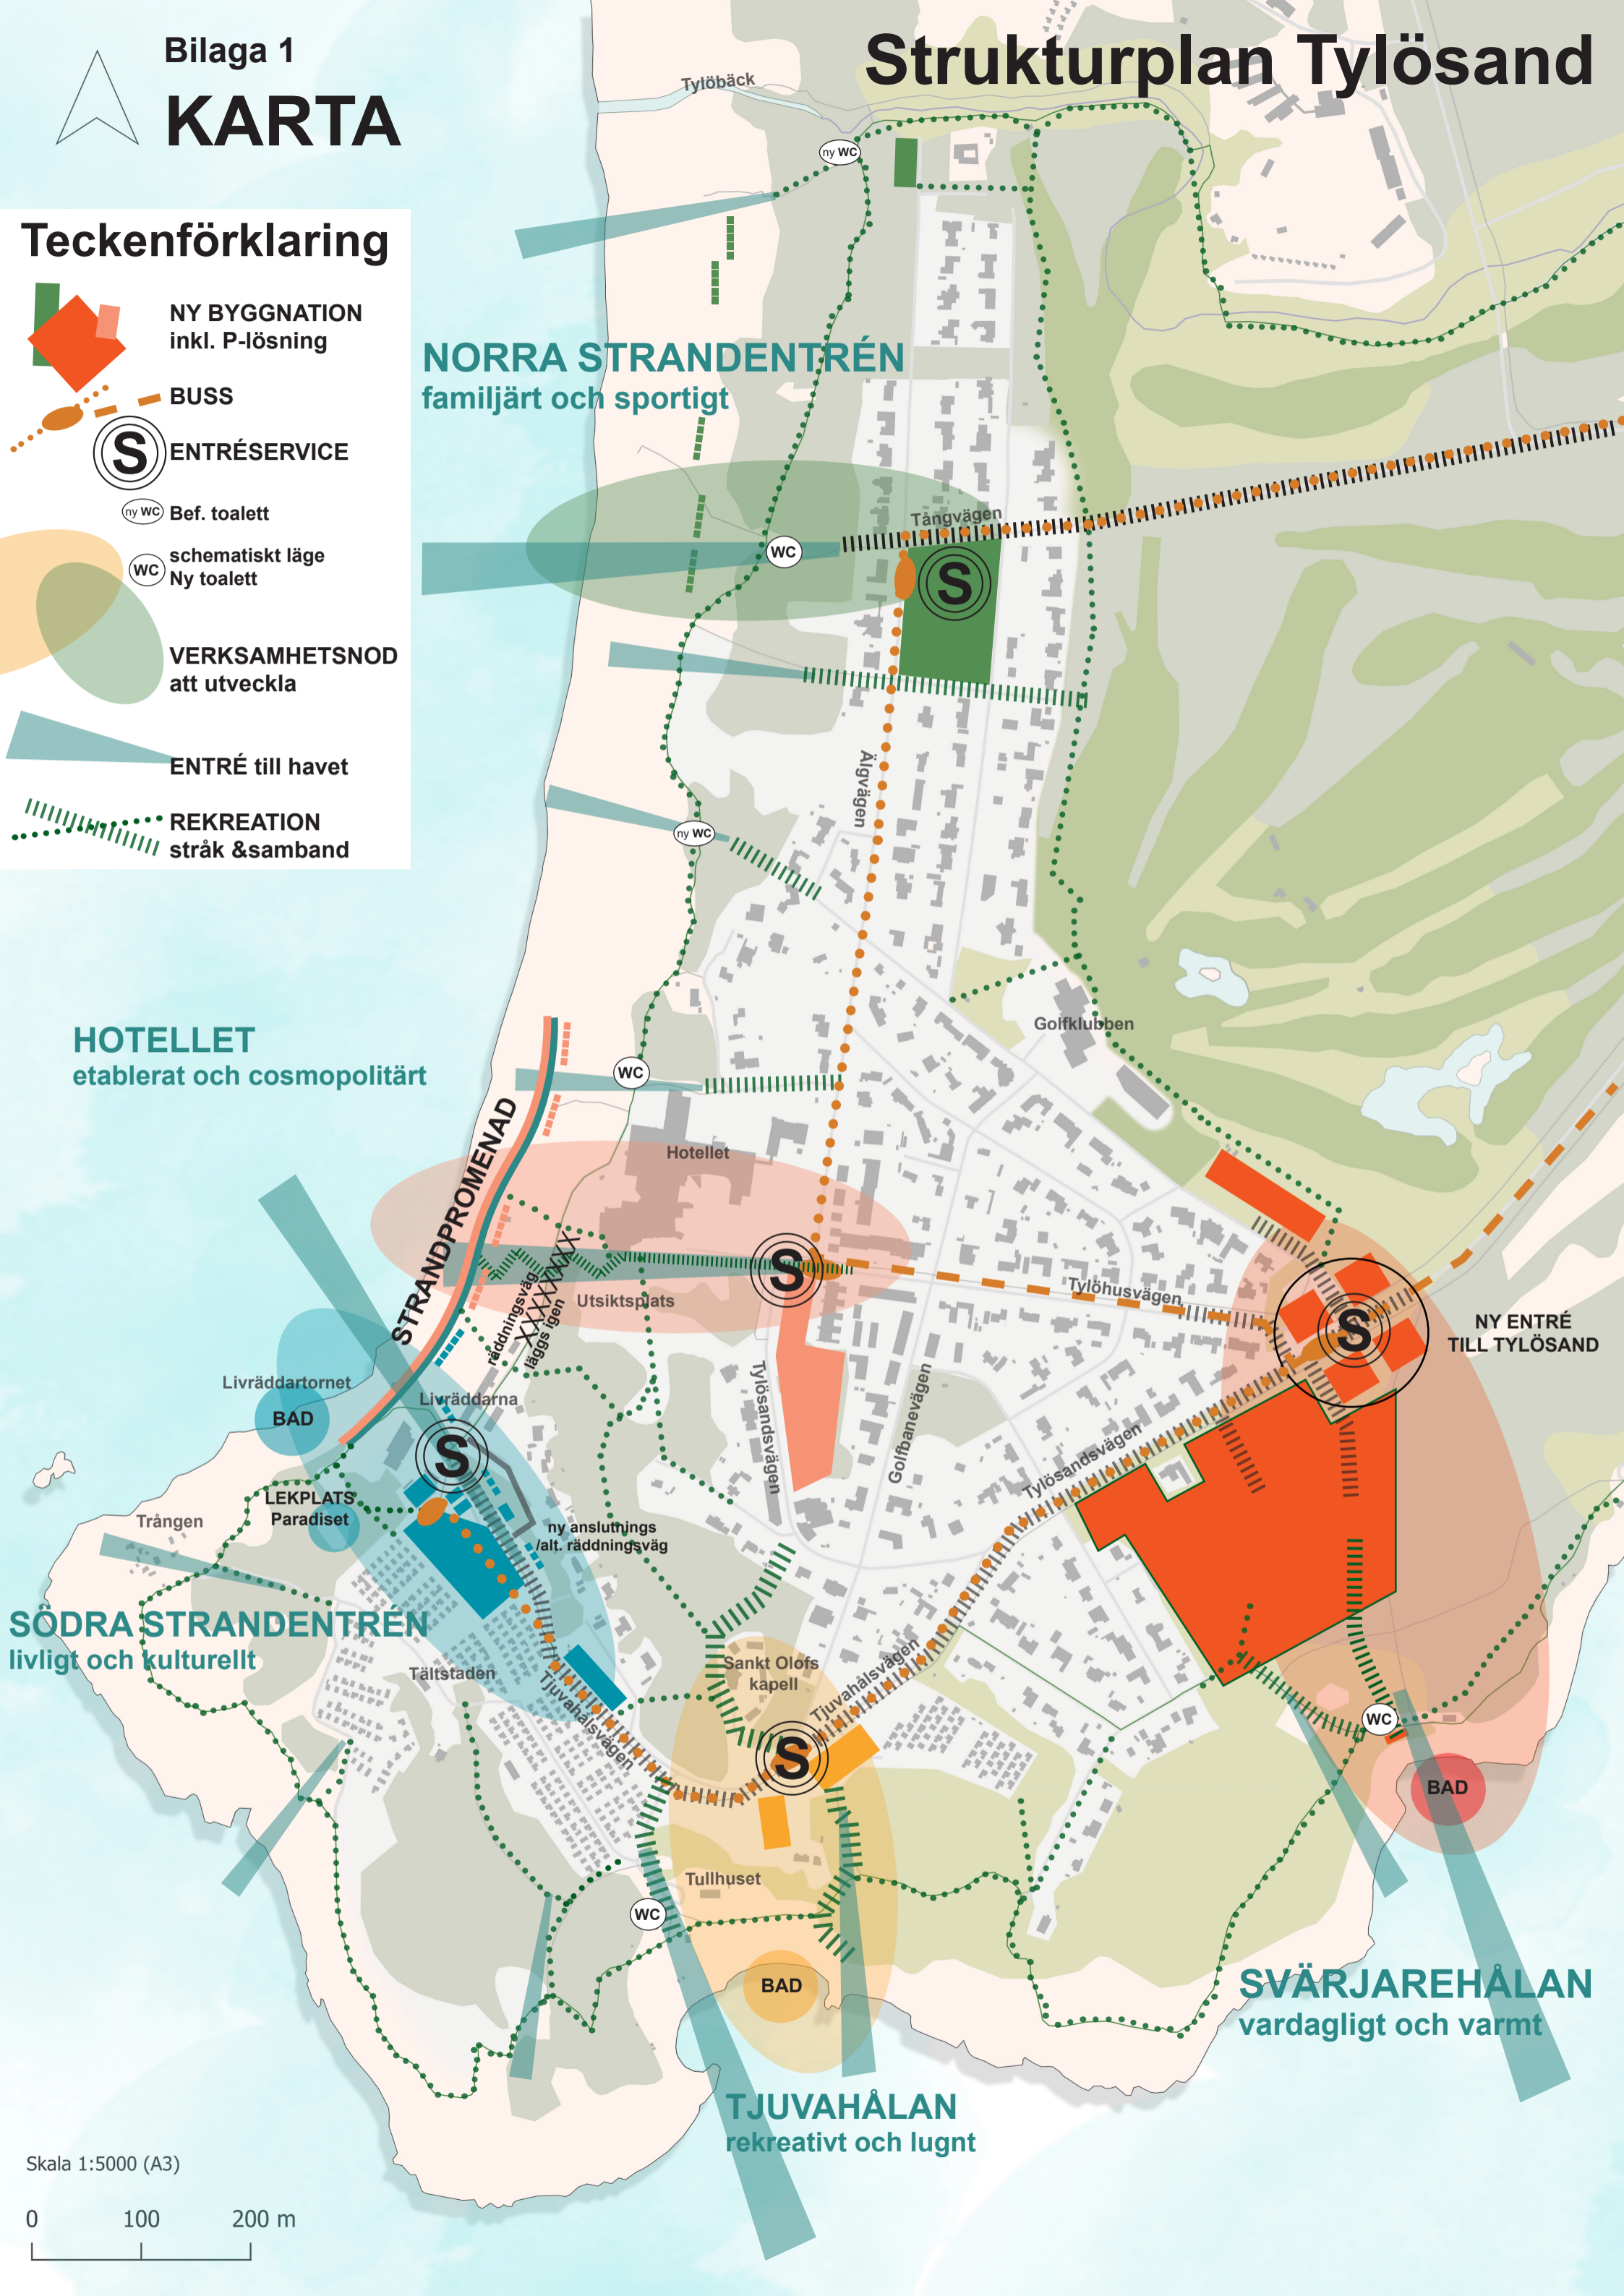 Bilaga 1
KARTA
Strukturplan Tylösand
Teckenförklaring
NY BYGGNATION
inkl. P-lösning
BUSS
S
ENTRÉSERVICE
ny WC
Bef. toalett
WC
schematiskt läge
Ny toalett
VERKSAMHETSNOD
att utveckla
ENTRÉ till havet
REKREATION
stråk &samband
Tylöbäck
ny WC
NORRA STRANDENTRÉN
familjärt och sportigt
Tångvägen
WC
S
Älgvägen
ny WC
Golfklubben
HOTELLET
etablerat och cosmopolitärt
WC
STRANDPROMENAD
Hotellet
S
räddningsväg
läggs igen
XXXXXXXX
Utsiktsplats
Tylöhusvägen
S
NY ENTRÉ
TILL TYLÖSAND
Livräddartornet
BAD
Livräddarna
S
Tylösandsvägen
Golfbanevägen
Tylösandsvägen
LEKPLATS
Paradiset
Trången
ny anslutnings
/alt. räddningsväg
SÖDRA STRANDENTRÉN
livligt och kulturellt
Tältstaden
Tjuvahålsvägen
Sankt Olofs
kapell
Tjuvahålsvägen
S
WC
BAD
Tullhuset
WC
BAD
SVÄRJAREHÅLAN
vardagligt och varmt
TJUVAHÅLAN
rekreativt och lugnt
Skala 1:5000 (A3)
0 100 200 m